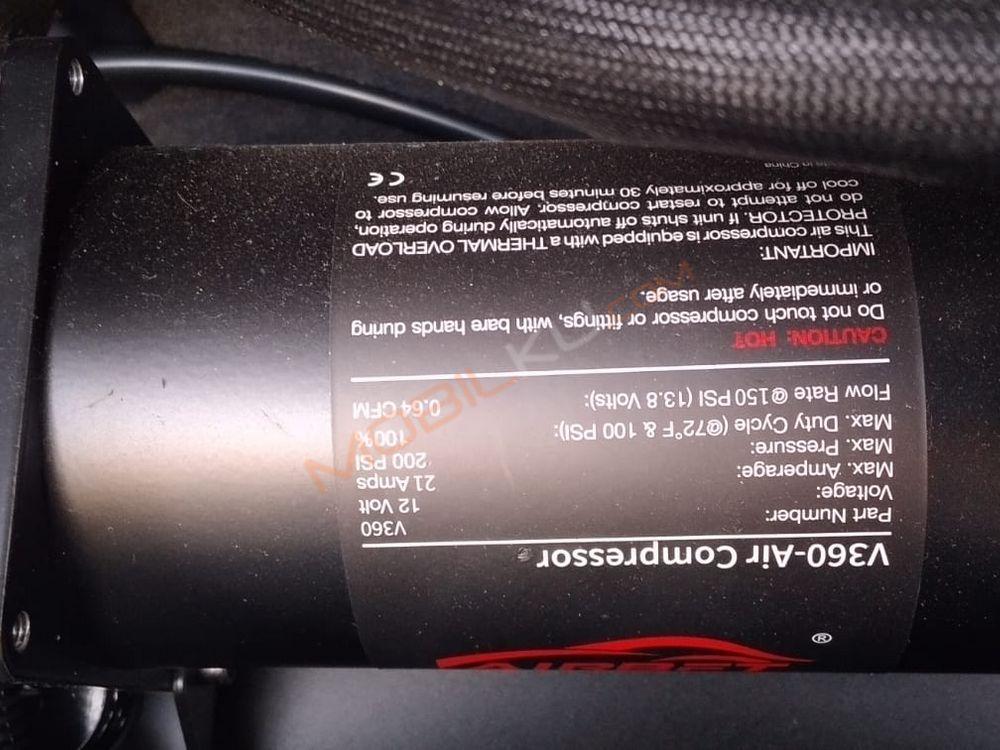 ®
V360-Air Compressor
Part Number: V360
Voltage: 12 Volt
Max. Amperage: 21 Amps
Max. Pressure: 200 PSI
Max. Duty Cycle (@72°F & 100 PSI): 100%
Flow Rate @ 150 PSI (13.8 Volts): 0.64 CFM
CAUTION: HOT
Do not touch compressor or fittings, with bare hands during
or immediately after usage.
IMPORTANT:
This air compressor is equipped with a THERMAL OVERLOAD
PROTECTOR. If unit shuts off automatically during operation,
do not attempt to restart compressor. Allow compressor to
cool off for approximately 30 minutes before resuming use.
in China
CE
MOBILKU.COM